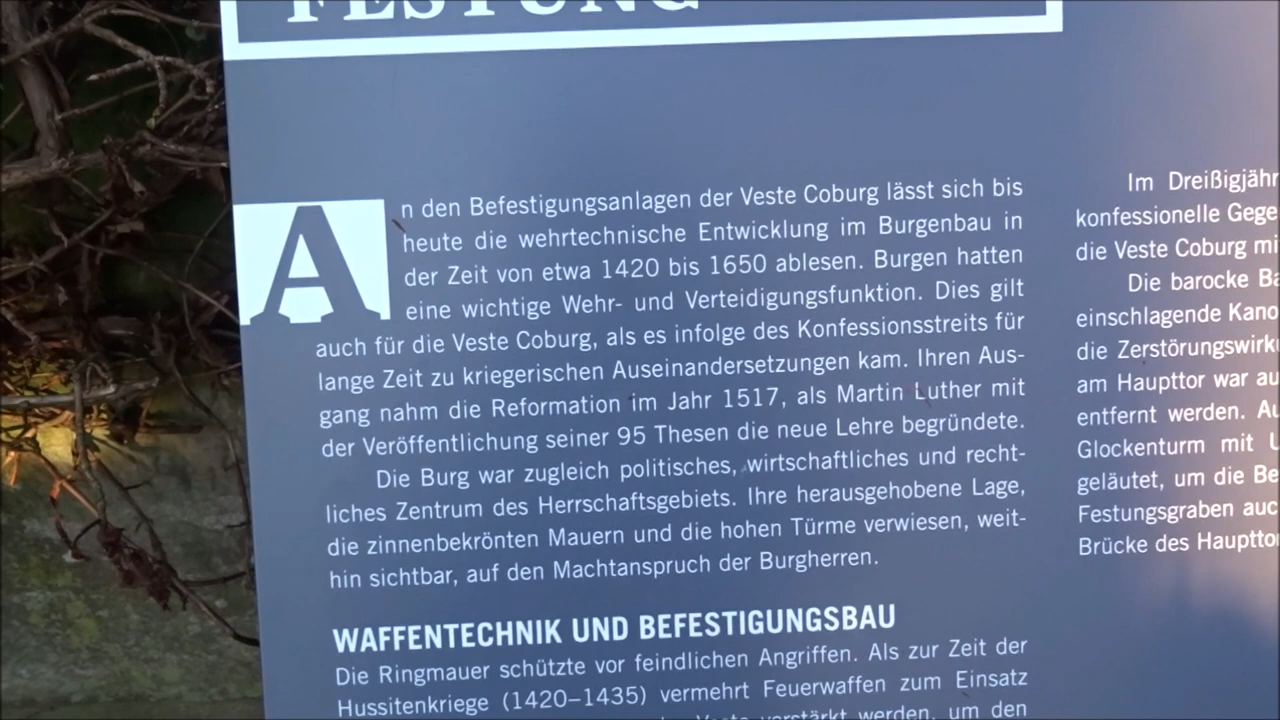 FESTUNG
An den Befestigungsanlagen der Veste Coburg lässt sich bis
heute die wehrtechnische Entwicklung im Burgenbau in
der Zeit von etwa 1420 bis 1650 ablesen. Burgen hatten
eine wichtige Wehr- und Verteidigungsfunktion. Dies gilt
auch für die Veste Coburg, als es infolge des Konfessionsstreits für
lange Zeit zu kriegerischen Auseinandersetzungen kam. Ihren Aus-
gang nahm die Reformation im Jahr 1517, als Martin Luther mit
der Veröffentlichung seiner 95 Thesen die neue Lehre begründete.
Die Burg war zugleich politisches, wirtschaftliches und recht-
liches Zentrum des Herrschaftsgebiets. Ihre herausgehobene Lage,
die zinnenbekrönten Mauern und die hohen Türme verwiesen, weit-
hin sichtbar, auf den Machtanspruch der Burgherren.
WAFFENTECHNIK UND BEFESTIGUNGSBAU
Die Ringmauer schützte vor feindlichen Angriffen. Als zur Zeit der
Hussitenkriege (1420–1435) vermehrt Feuerwaffen zum Einsatz
Veste verstärkt werden, um den
Im Dreißigjähr
konfessionelle Gege
die Veste Coburg mi
Die barocke Ba
einschlagende Kano
die Zerstörungswirk
am Haupttor war au
entfernt werden. Au
Glockenturm mit
geläutet, um die Be
Festungsgraben auc
Brücke des Haupttor